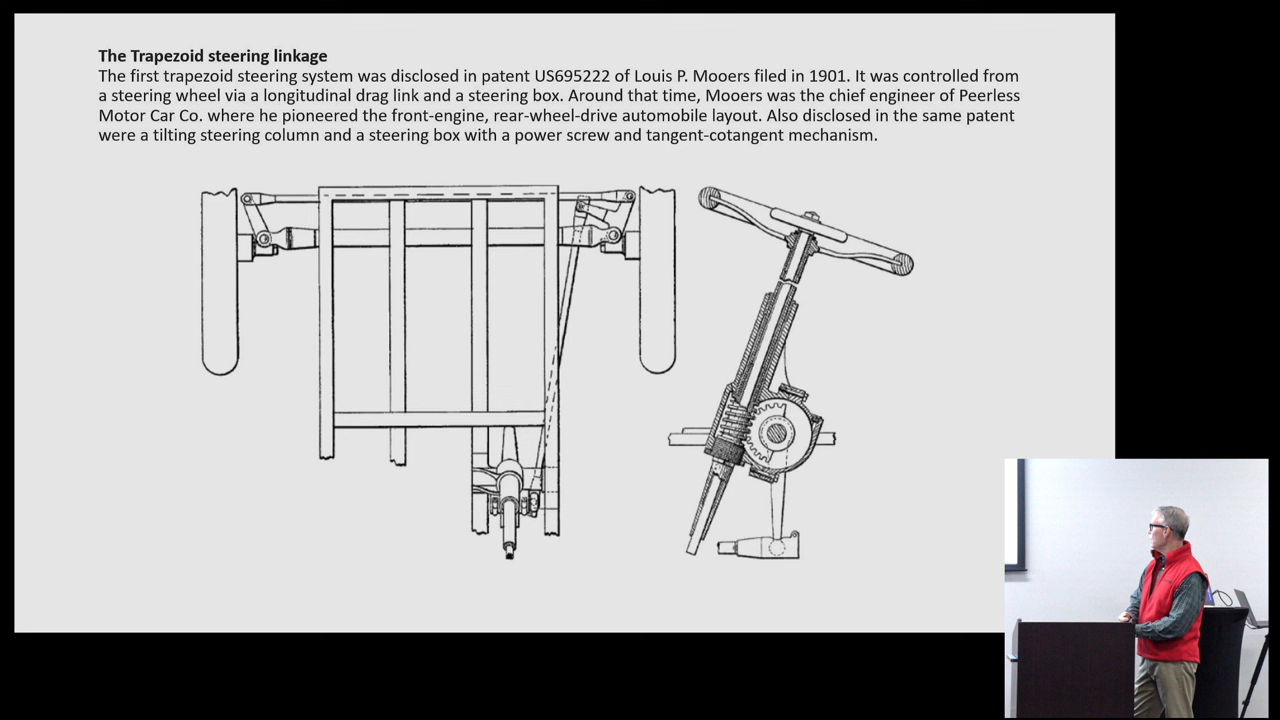 The Trapezoid steering linkage
The first trapezoid steering system was disclosed in patent US695222 of Louis P. Mooers filed in 1901. It was controlled from
a steering wheel via a longitudinal drag link and a steering box. Around that time, Mooers was the chief engineer of Peerless
Motor Car Co. where he pioneered the front-engine, rear-wheel-drive automobile layout. Also disclosed in the same patent
were a tilting steering column and a steering box with a power screw and tangent-cotangent mechanism.